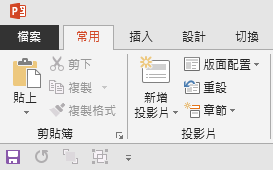 檔案 常用 插入 設計 切換
貼上
剪下
複製
複製格式
剪貼簿
新增
投影片
版面配置
重設
章節
投影片